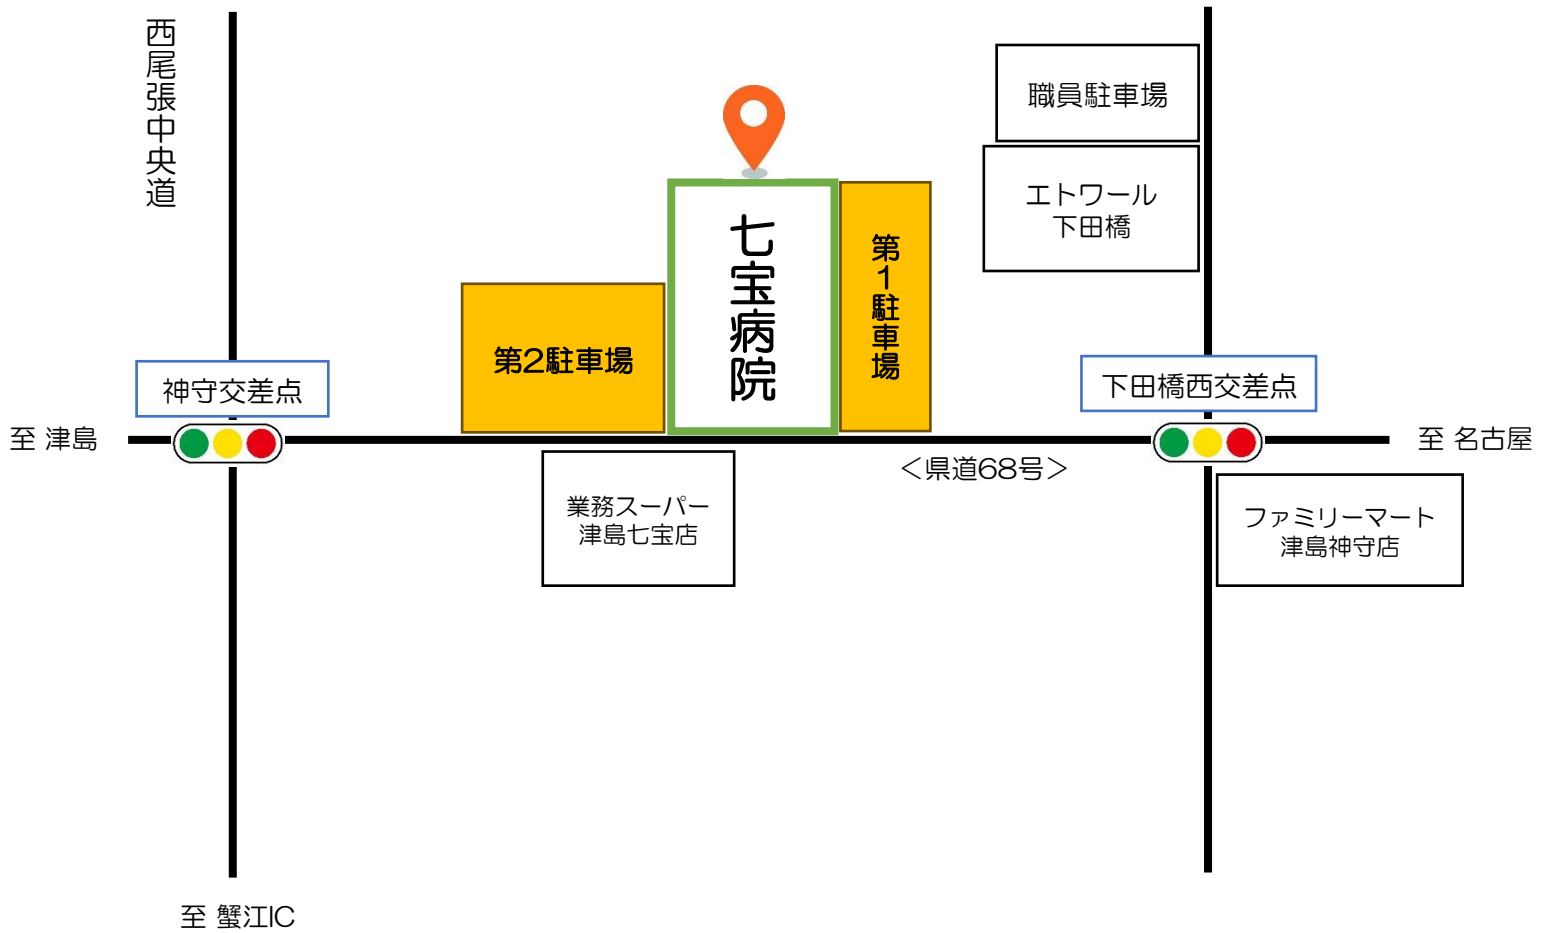 西尾張中央道
職員駐車場
エトワール
下田橋
七宝病院
第1駐車場
第2駐車場
神守交差点
下田橋西交差点
至 津島
至 名古屋
＜県道68号＞
業務スーパー
津島七宝店
ファミリーマート
津島神守店
至 蟹江IC